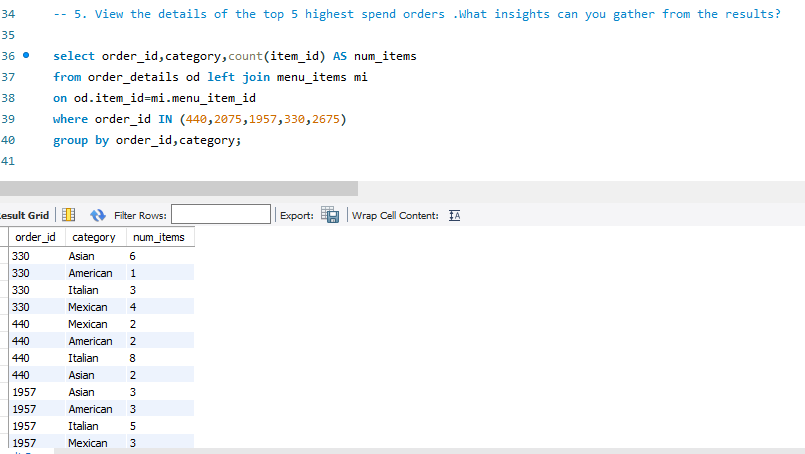 34 -- 5. View the details of the top 5 highest spend orders .What insights can you gather from the results?
35
36 select order_id,category,count(item_id) AS num_items
37 from order_details od left join menu_items mi
38 on od.item_id=mi.menu_item_id
39 where order_id IN (440,2075,1957,330,2675)
40 group by order_id,category;
41
esult Grid Filter Rows: Export: Wrap Cell Content:
order_id category num_items
330 Asian 6
330 American 1
330 Italian 3
330 Mexican 4
440 Mexican 2
440 American 2
440 Italian 8
440 Asian 2
1957 Asian 3
1957 American 3
1957 Italian 5
1957 Mexican 3